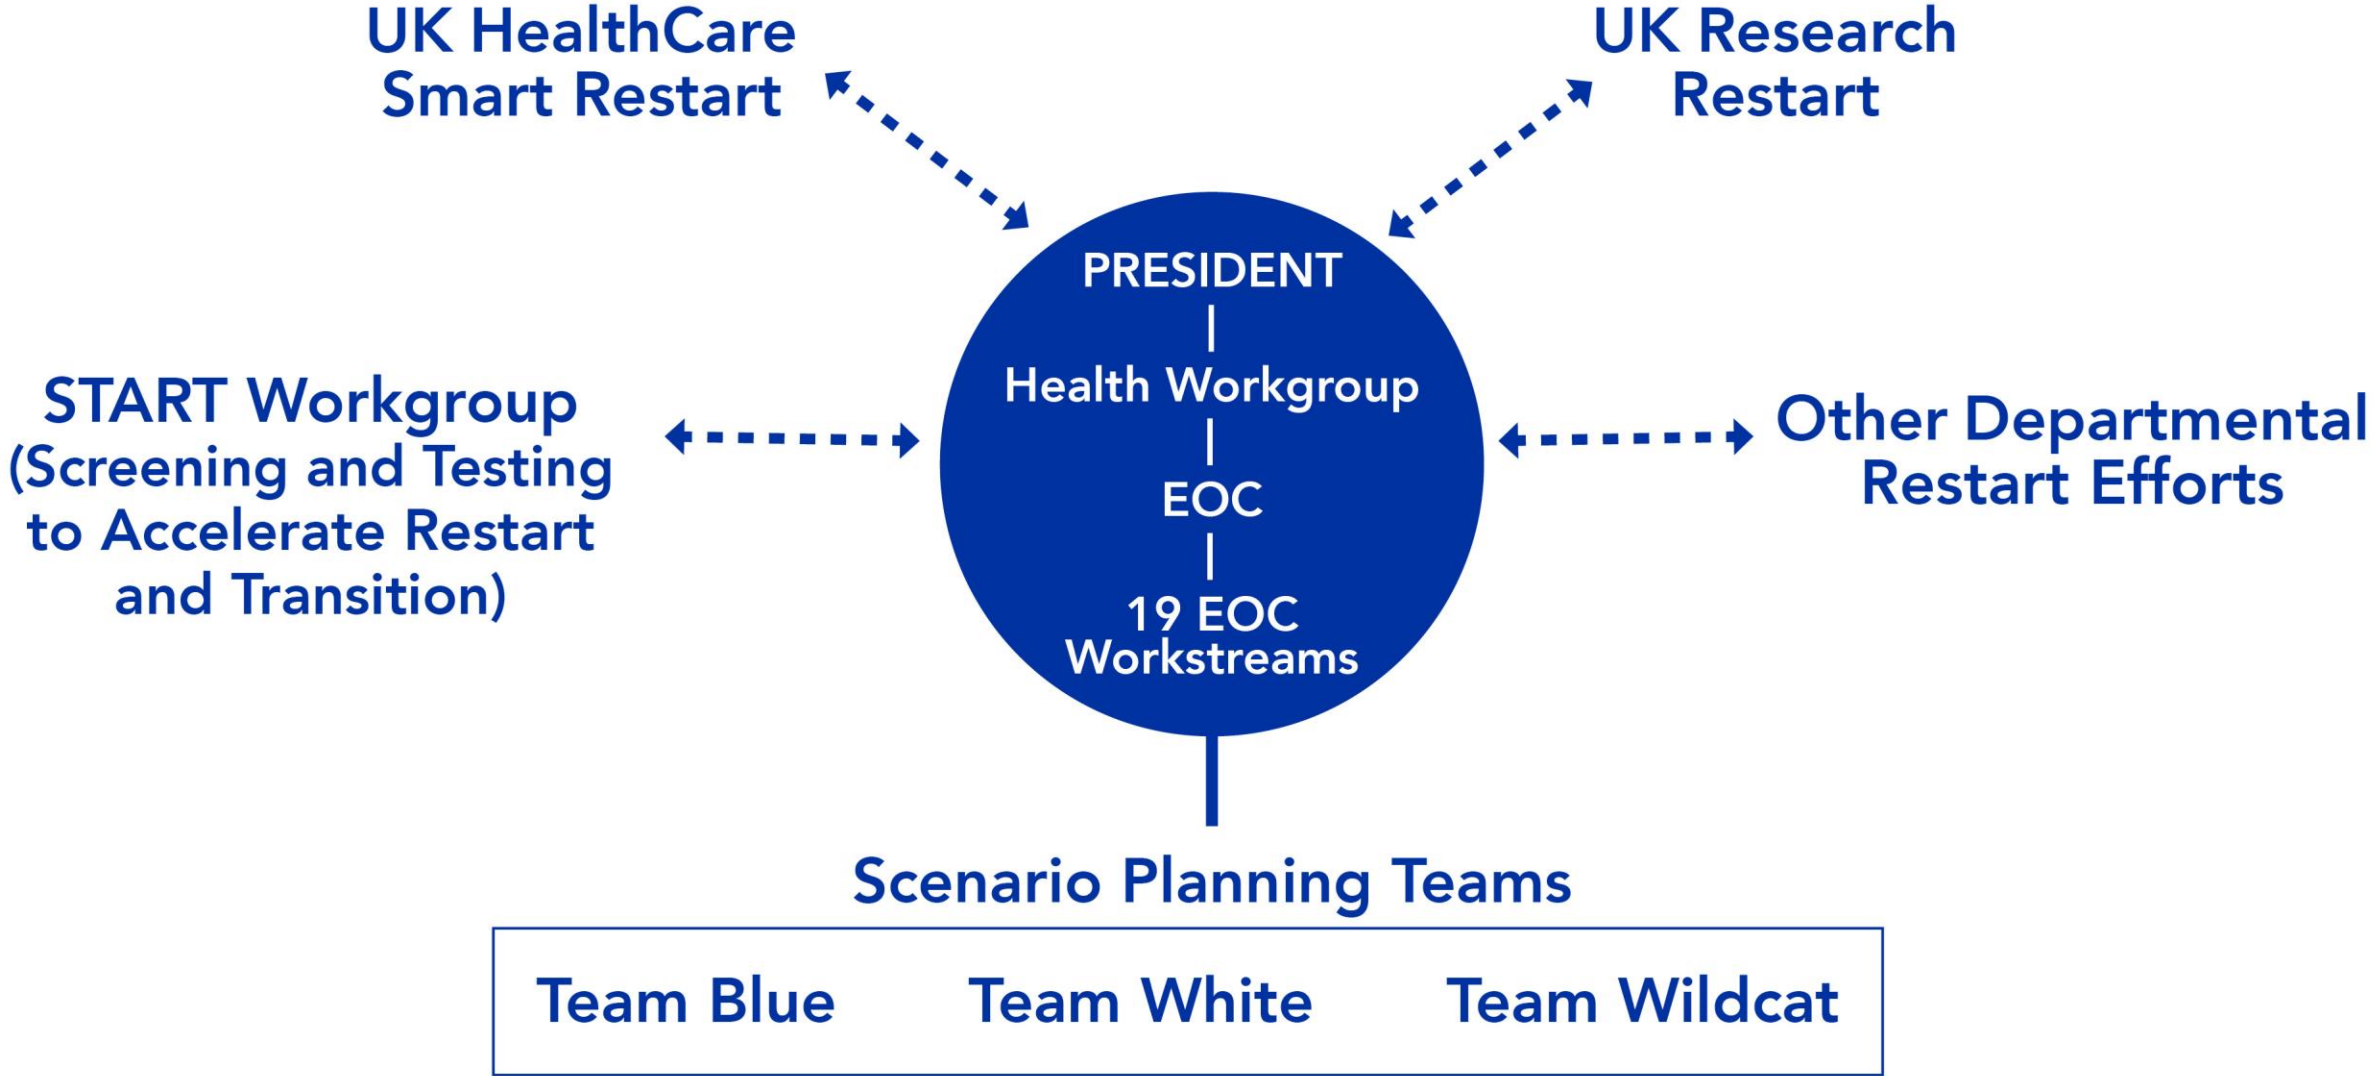 UK HealthCare
Smart Restart
UK Research
Restart
PRESIDENT
Health Workgroup
EOC
19 EOC
Workstreams
START Workgroup
(Screening and Testing
to Accelerate Restart
and Transition)
Other Departmental
Restart Efforts
Scenario Planning Teams
Team Blue
Team White
Team Wildcat